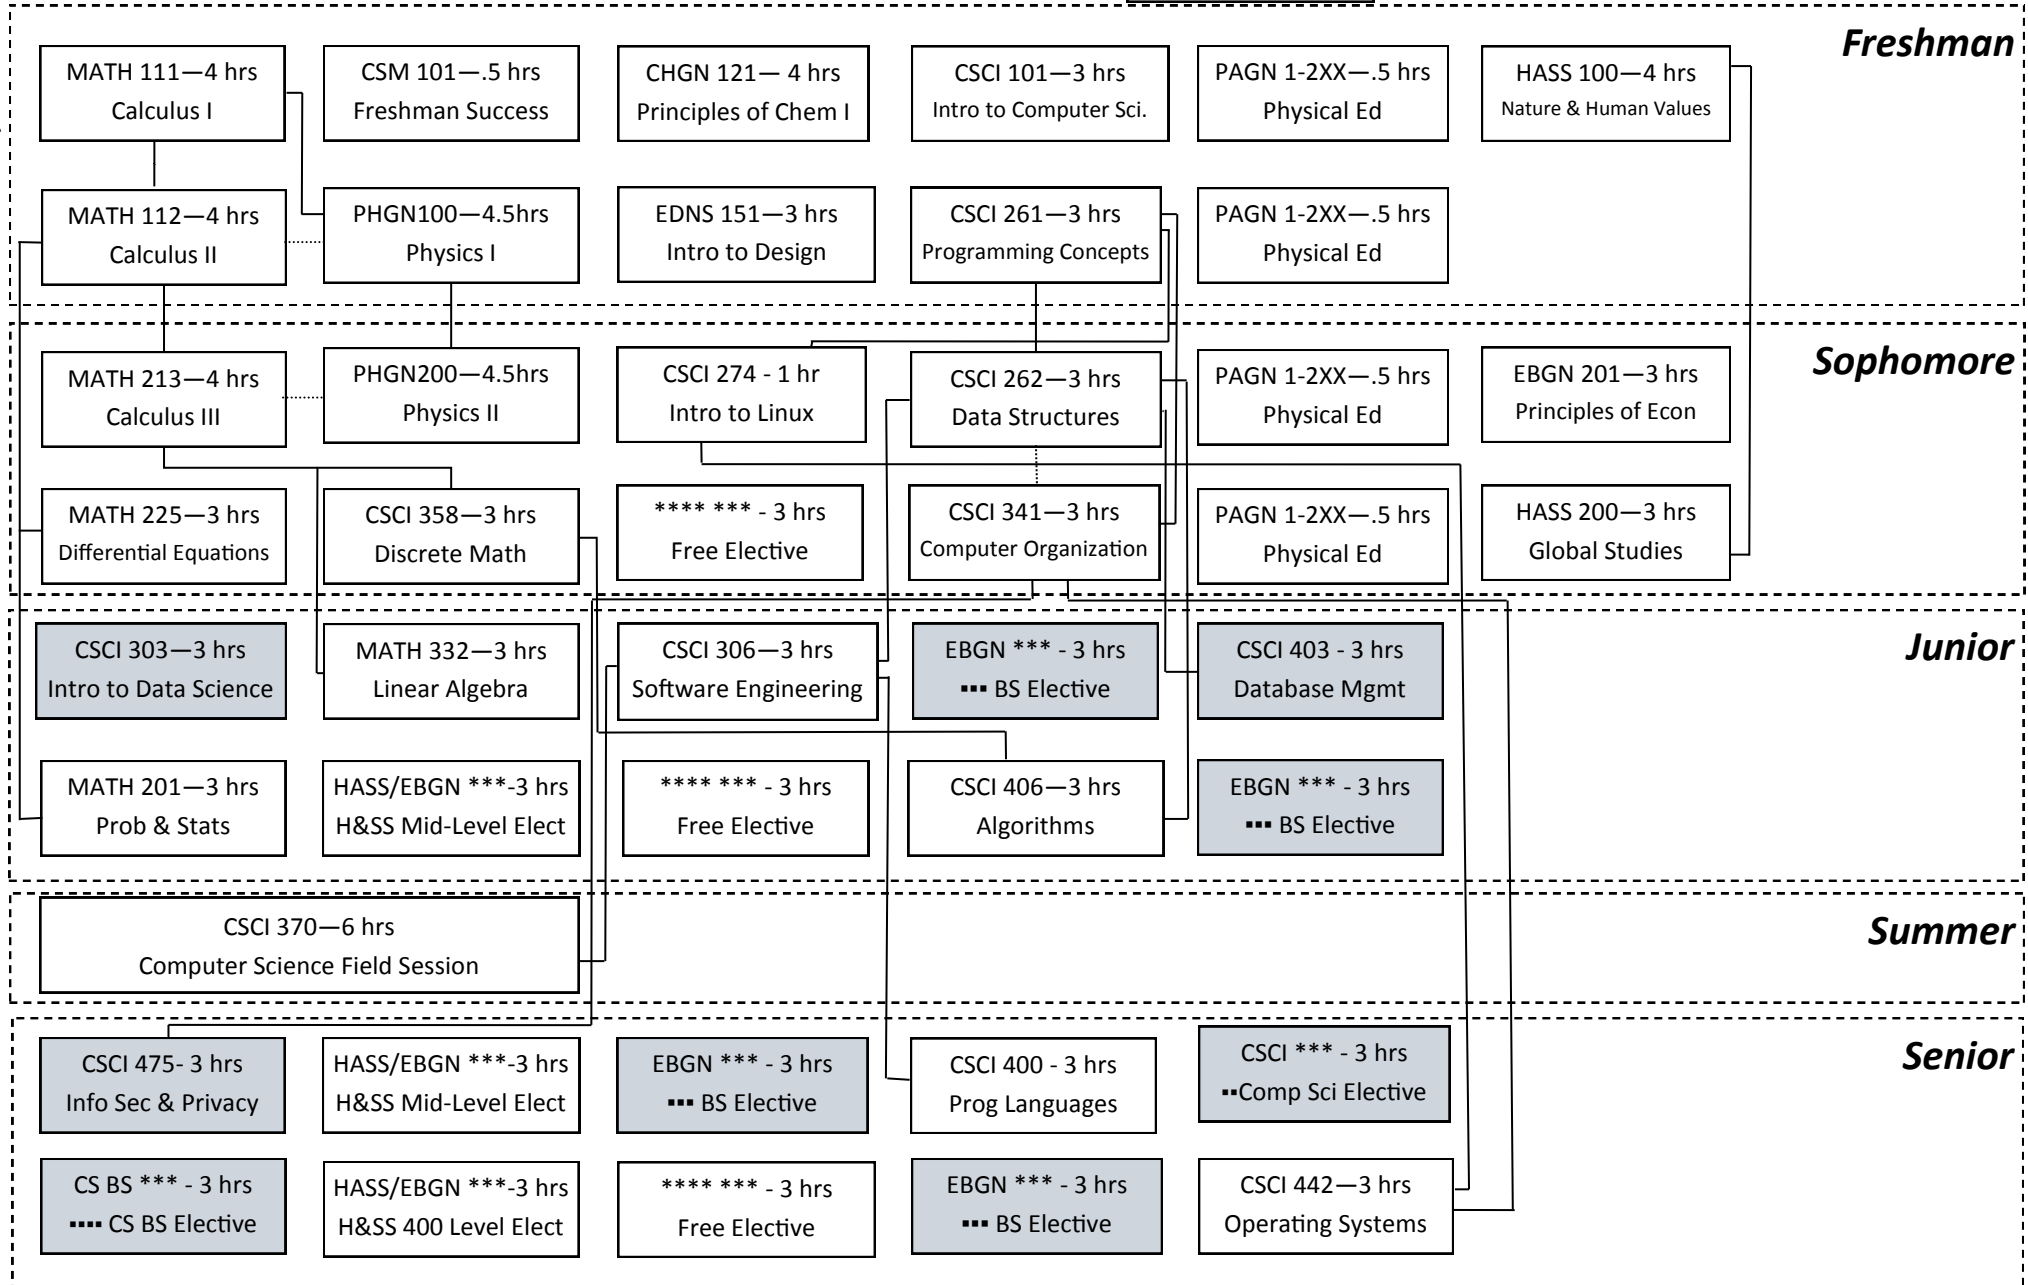 Freshman
MATH 111—4 hrs
Calculus I
CSM 101—.5 hrs
Freshman Success
CHGN 121— 4 hrs
Principles of Chem I
CSCI 101—3 hrs
Intro to Computer Sci.
PAGN 1-2XX—.5 hrs
Physical Ed
HASS 100—4 hrs
Nature & Human Values
MATH 112—4 hrs
Calculus II
PHGN100—4.5hrs
Physics I
EDNS 151—3 hrs
Intro to Design
CSCI 261—3 hrs
Programming Concepts
PAGN 1-2XX—.5 hrs
Physical Ed
Sophomore
MATH 213—4 hrs
Calculus III
PHGN200—4.5hrs
Physics II
CSCI 274 - 1 hr
Intro to Linux
CSCI 262—3 hrs
Data Structures
PAGN 1-2XX—.5 hrs
Physical Ed
EBGN 201—3 hrs
Principles of Econ
MATH 225—3 hrs
Differential Equations
CSCI 358—3 hrs
Discrete Math
**** *** - 3 hrs
Free Elective
CSCI 341—3 hrs
Computer Organization
PAGN 1-2XX—.5 hrs
Physical Ed
HASS 200—3 hrs
Global Studies
Junior
CSCI 303—3 hrs
Intro to Data Science
MATH 332—3 hrs
Linear Algebra
CSCI 306—3 hrs
Software Engineering
EBGN *** - 3 hrs
▪▪▪ BS Elective
CSCI 403 - 3 hrs
Database Mgmt
MATH 201—3 hrs
Prob & Stats
HASS/EBGN ***-3 hrs
H&SS Mid-Level Elect
**** *** - 3 hrs
Free Elective
CSCI 406—3 hrs
Algorithms
EBGN *** - 3 hrs
▪▪▪ BS Elective
Summer
CSCI 370—6 hrs
Computer Science Field Session
Senior
CSCI 475- 3 hrs
Info Sec & Privacy
HASS/EBGN ***-3 hrs
H&SS Mid-Level Elect
EBGN *** - 3 hrs
▪▪▪ BS Elective
CSCI 400 - 3 hrs
Prog Languages
CSCI *** - 3 hrs
▪▪Comp Sci Elective
CS BS *** - 3 hrs
▪▪▪▪ CS BS Elective
HASS/EBGN ***-3 hrs
H&SS 400 Level Elect
**** *** - 3 hrs
Free Elective
EBGN *** - 3 hrs
▪▪▪ BS Elective
CSCI 442—3 hrs
Operating Systems